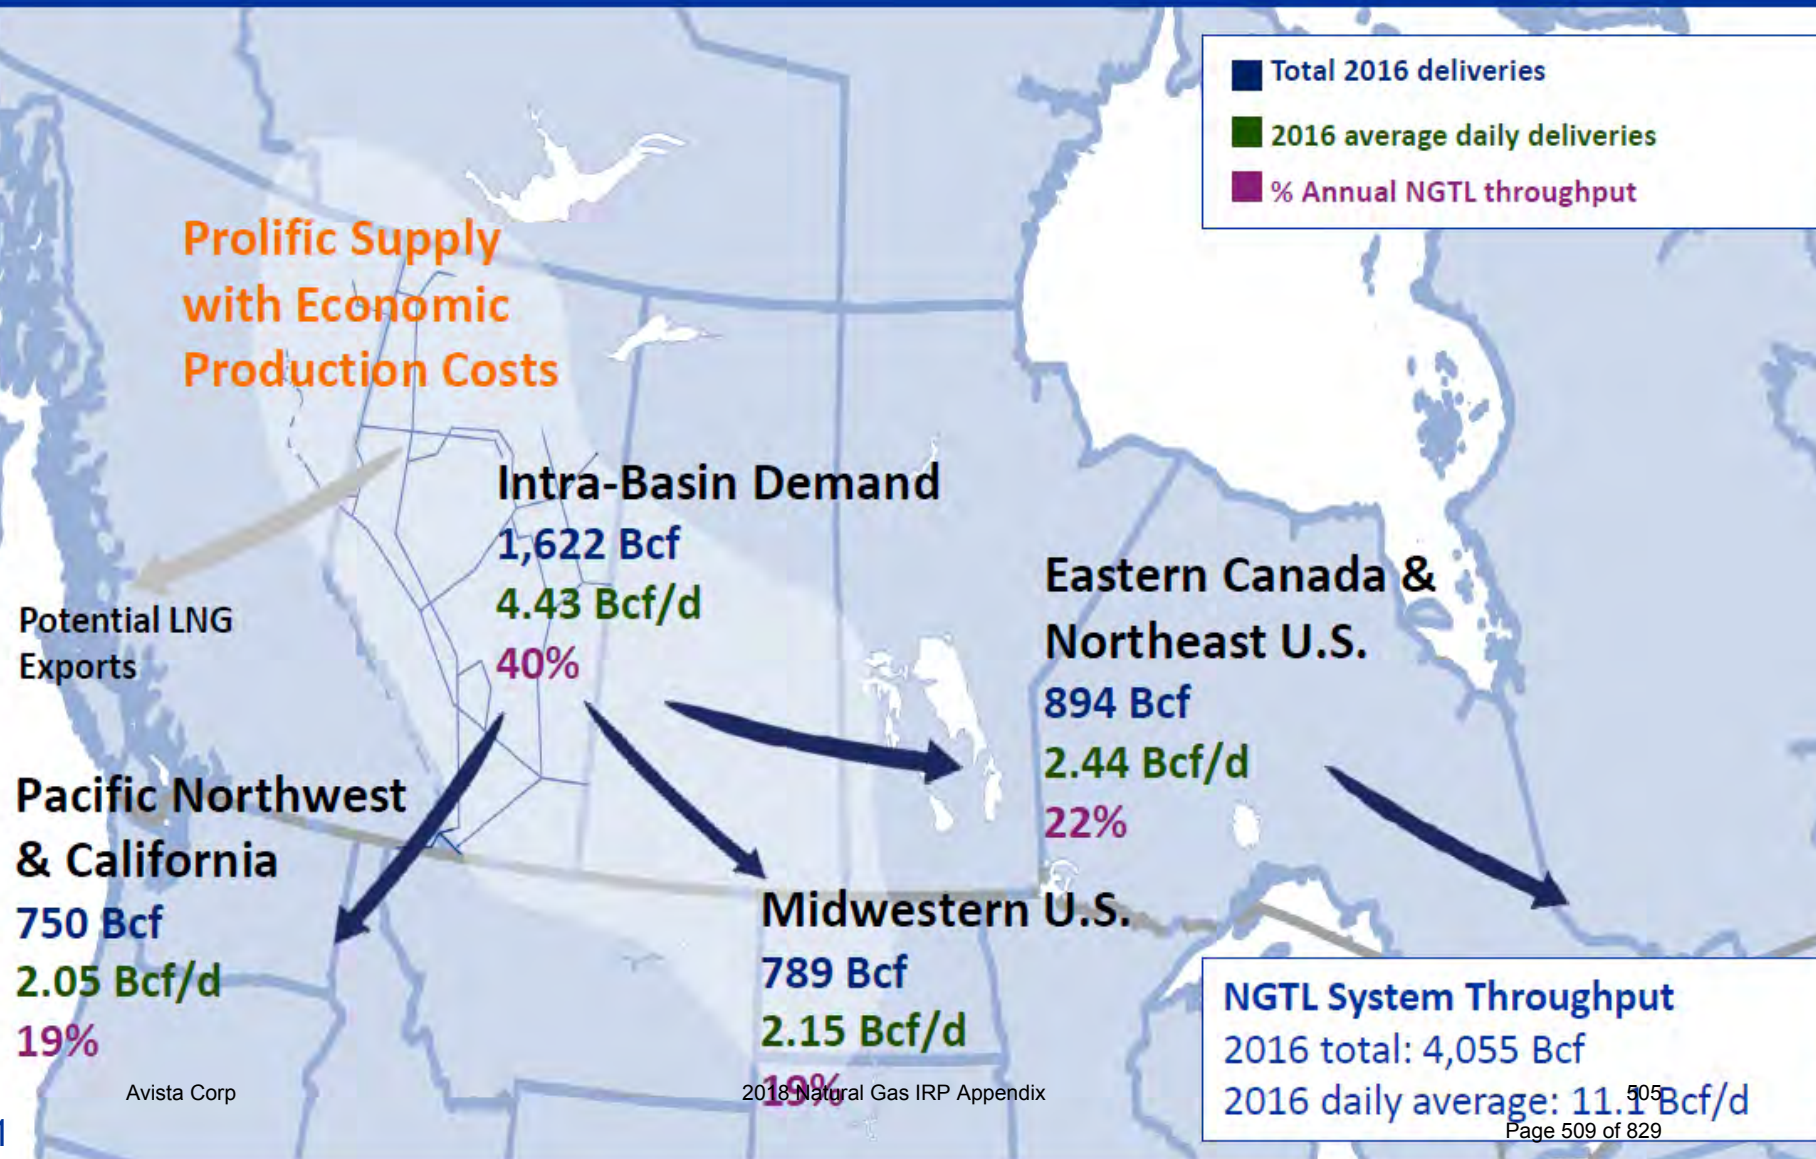 Total 2016 deliveries
2016 average daily deliveries
% Annual NGTL throughput
Prolific Supply
with Economic
Production Costs
Intra-Basin Demand
1,622 Bcf
4.43 Bcf/d
40%
Potential LNG
Exports
Eastern Canada &
Northeast U.S.
894 Bcf
2.44 Bcf/d
22%
Pacific Northwest
& California
750 Bcf
2.05 Bcf/d
19%
Midwestern U.S.
789 Bcf
2.15 Bcf/d
19%
NGTL System Throughput
2016 total: 4,055 Bcf
2016 daily average: 11.1 Bcf/d
Avista Corp
2018 Natural Gas IRP Appendix
505
Page 509 of 829